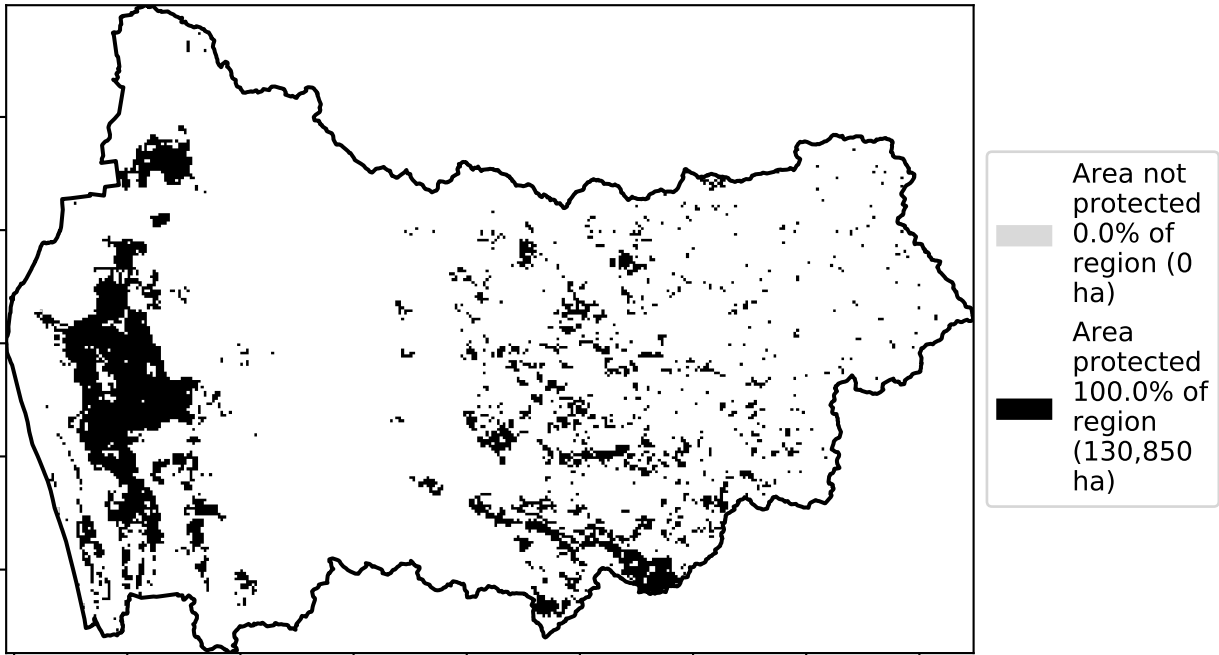 Area not
protected
0.0% of
region (0
ha)
Area
protected
100.0% of
region
(130,850
ha)